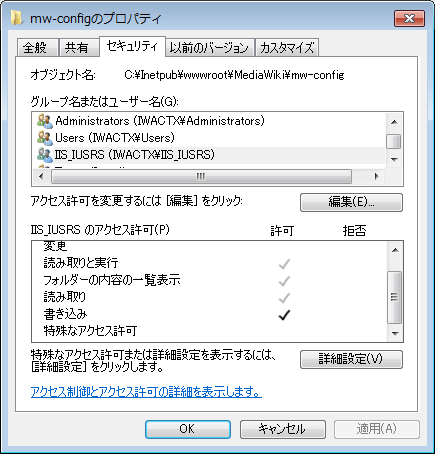 mw-configのプロパティ
全般 共有 セキュリティ 以前のバージョン カスタマイズ
オブジェクト名: C:¥Inetpub¥wwwroot¥MediaWiki¥mw-config
グループ名またはユーザー名(G):
Administrators (IWACTX¥Administrators)
Users (IWACTX¥Users)
IIS_IUSRS (IWACTX¥IIS_IUSRS)
アクセス許可を変更するには [編集] をクリック:
編集(E)...
IIS_IUSRS のアクセス許可(P) 許可 拒否
変更
読み取りと実行
フォルダーの内容の一覧表示
読み取り
書き込み
特殊なアクセス許可
特殊なアクセス許可または詳細設定を表示するには、
[詳細設定] をクリックします。
詳細設定(V)
アクセス制御とアクセス許可の詳細を表示します。
OK キャンセル 適用(A)